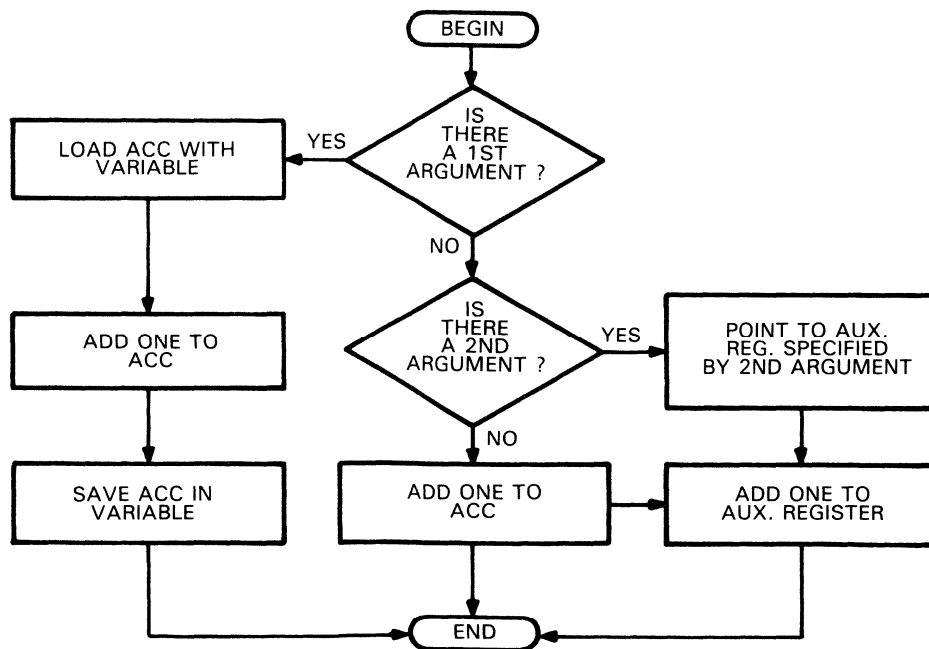 BEGIN
IS
THERE
A 1ST
ARGUMENT ?
YES
LOAD ACC WITH
VARIABLE
NO
ADD ONE TO
ACC
IS
THERE
A 2ND
ARGUMENT ?
YES
POINT TO AUX.
REG. SPECIFIED
BY 2ND ARGUMENT
NO
SAVE ACC IN
VARIABLE
ADD ONE TO
ACC
ADD ONE TO
AUX. REGISTER
END